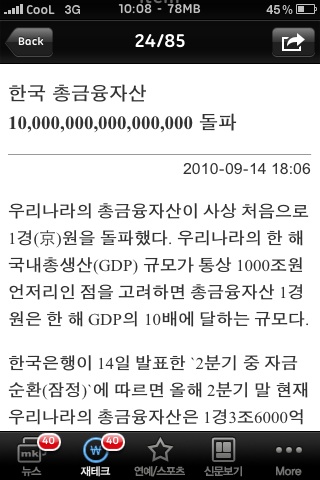 CooL 3G 10:08 - 78MB 45%
Back 24/85
한국 총금융자산
10,000,000,000,000,000 돌파
2010-09-14 18:06
우리나라의 총금융자산이 사상 처음으로
1경(京)원을 돌파했다. 우리나라의 한 해
국내총생산(GDP) 규모가 통상 1000조원
언저리인 점을 고려하면 총금융자산 1경
원은 한 해 GDP의 10배에 달하는 규모다.
한국은행이 14일 발표한 `2분기 중 자금
순환(잠정)`에 따르면 올해 2분기 말 현재
우리나라의 총금융자산은 1경3조6000억
40 40
mk ₩
뉴스 재테크 연예/스포츠 신문보기 More